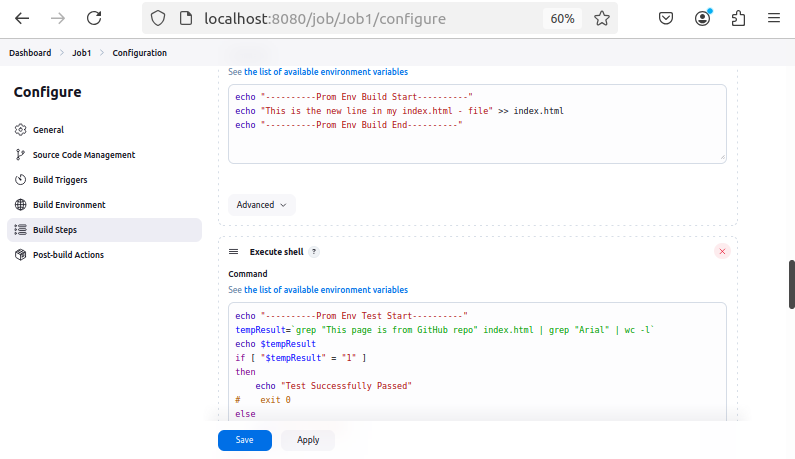 localhost:8080/job/Job1/configure
60%
Dashboard > Job1 > Configuration
Configure
General
Source Code Management
Build Triggers
Build Environment
Build Steps
Post-build Actions
See the list of available environment variables
echo "----------Prom Env Build Start----------"
echo "This is the new line in my index.html - file" >> index.html
echo "----------Prom Env Build End----------"
Advanced
Execute shell ?
Command
See the list of available environment variables
echo "----------Prom Env Test Start----------"
tempResult=`grep "This page is from GitHub repo" index.html | grep "Arial" | wc -l`
echo $tempResult
if [ "$tempResult" = "1" ]
then
    echo "Test Successfully Passed"
#    exit 0
else
Save
Apply